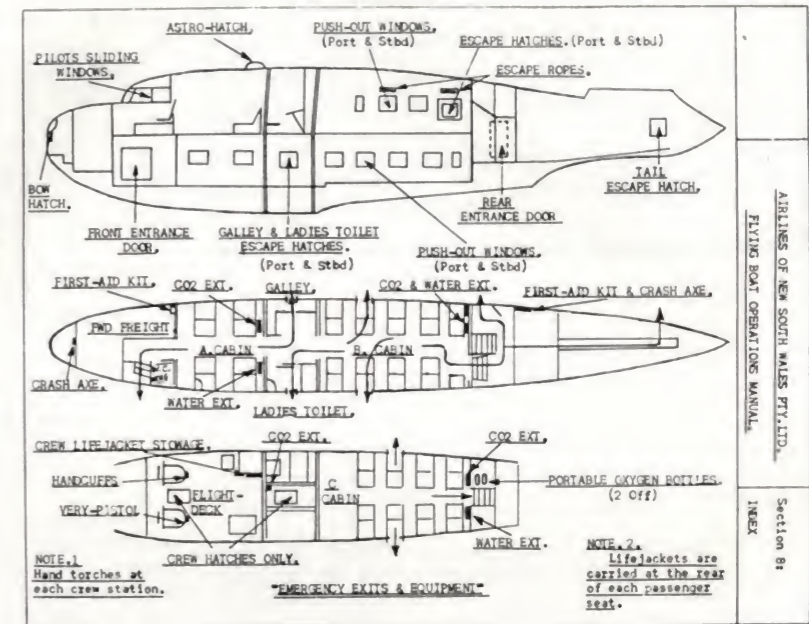 ASTRO-HATCH.
PUSH-OUT WINDOWS.
(Port & Stbd)
ESCAPE HATCHES.(Port & Stbd)
PILOTS SLIDING
WINDOWS.
ESCAPE ROPES.
BOW
HATCH.
TAIL
ESCAPE HATCH.
REAR
ENTRANCE DOOR
FRONT ENTRANCE
DOOR.
GALLEY & LADIES TOILET
ESCAPE HATCHES.
(Port & Stbd)
PUSH-OUT WINDOWS.
(Port & Stbd)
FIRST-AID KIT.
CO2 EXT.
GALLEY.
CO2 & WATER EXT.
FIRST-AID KIT & CRASH AXE.
FWD FREIGHT
A.CABIN
B. CABIN
CRASH AXE.
WATER EXT.
LADIES TOILET.
CREW LIFEJACKET STOWAGE.
CO2 EXT.
CO2 EXT.
HANDCUFFS
FLIGHT-
DECK
C.
CABIN
PORTABLE OXYGEN BOTTLES.
(2 Off)
VERY-PISTOL
WATER EXT.
NOTE.1
Hand torches at
each crew station.
CREW HATCHES ONLY.
"EMERGENCY EXITS & EQUIPMENT"
NOTE. 2.
Lifejackets are
carried at the rear
of each passenger
seat.
AIRLINES OF NEW SOUTH WALES PTY.LTD.
FLYING BOAT OPERATIONS MANUAL.
Section 8:
INDEX